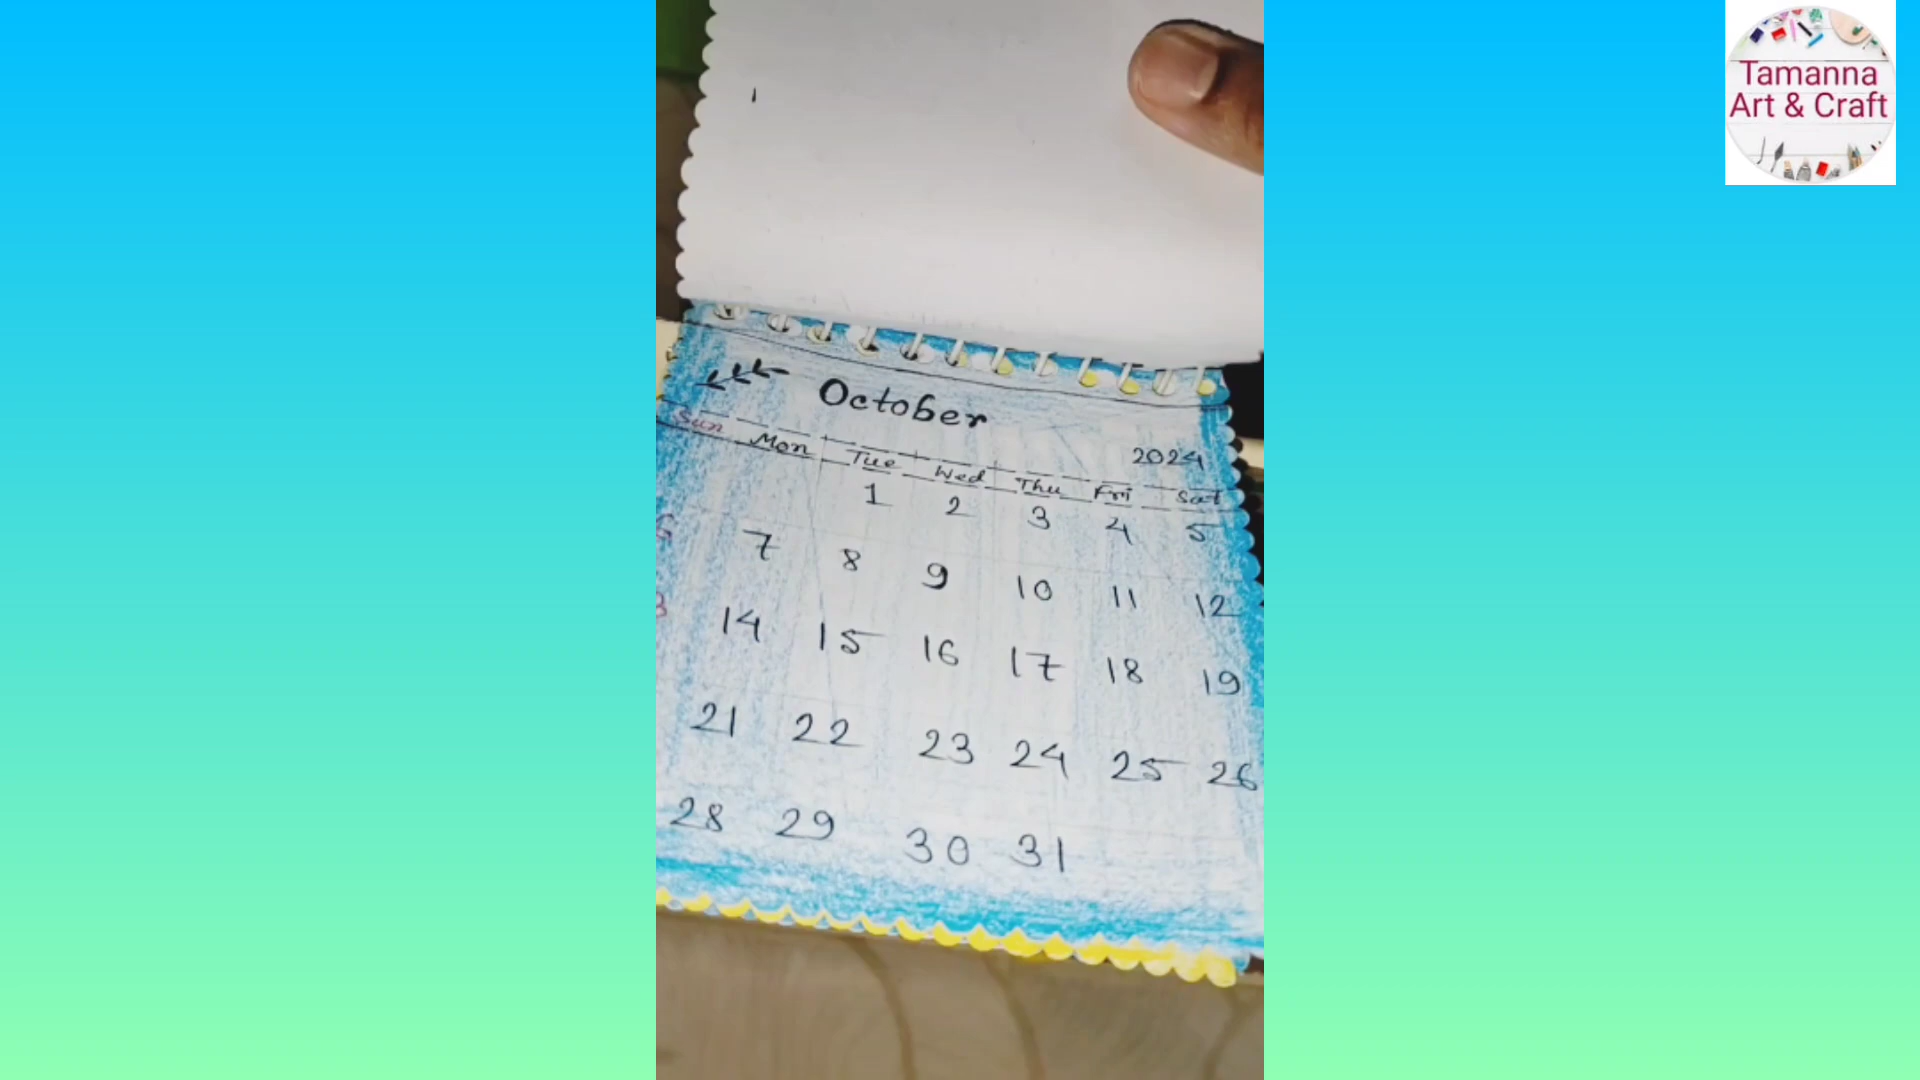 Tamanna
Art & Craft
October
2024
Sun Mon Tue Wed Thu Fri Sat
1 2 3 4 5
7 8 9 10 11 12
14 15 16 17 18 19
21 22 23 24 25 26
28 29 30 31